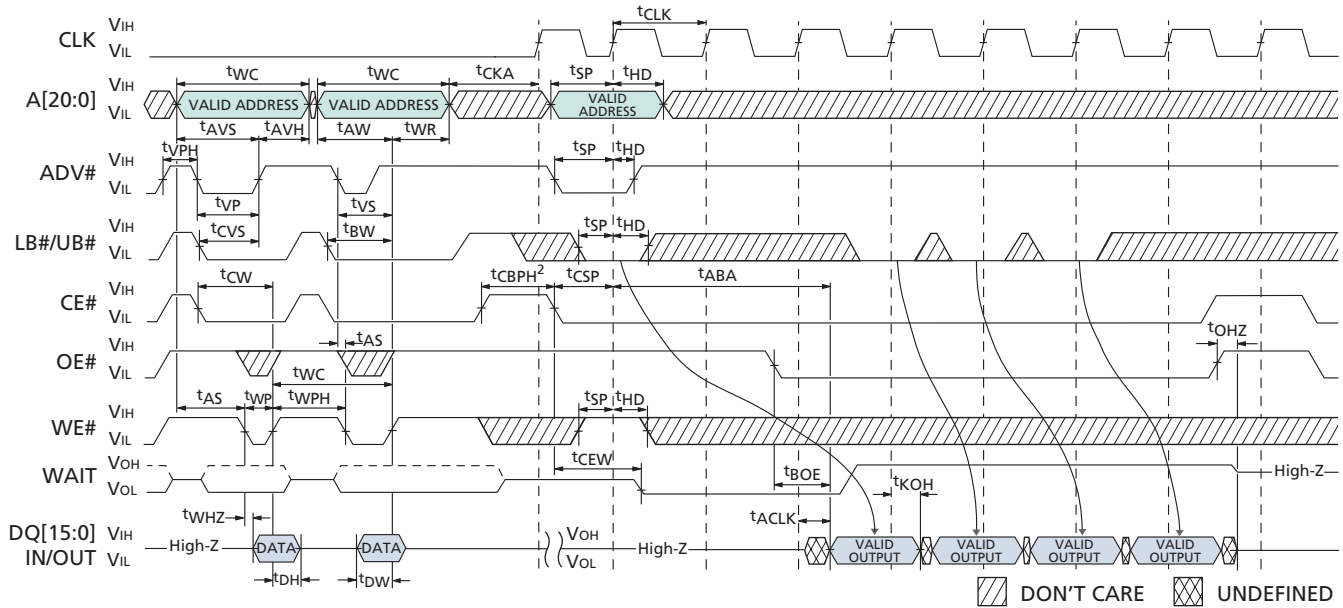 CLK
VIH
VIL
tCLK
A[20:0]
VIH
VIL
tWC
tWC
tCKA
tSP
tHD
VALID ADDRESS
VALID ADDRESS
VALID
ADDRESS
tAVS
tAVH
tAW
tWR
ADV#
VIH
VIL
tVPH
tSP
tHD
tVP
tVS
LB#/UB#
VIH
VIL
tCVS
tBW
tSP
tHD
CE#
VIH
VIL
tCW
tCBPH2
tCSP
tABA
OE#
VIH
VIL
tAS
tOHZ
tWC
WE#
VIH
VIL
tAS
tWP
tWPH
tSP
tHD
WAIT
VOH
VOL
tCEW
tBOE
tKOH
High-Z
tWHZ
tACLK
DQ[15:0]
IN/OUT
VIH
VIL
High-Z
DATA
DATA
VOH
VOL
High-Z
VALID
OUTPUT
VALID
OUTPUT
VALID
OUTPUT
VALID
OUTPUT
tDH
tDW
DON'T CARE
UNDEFINED